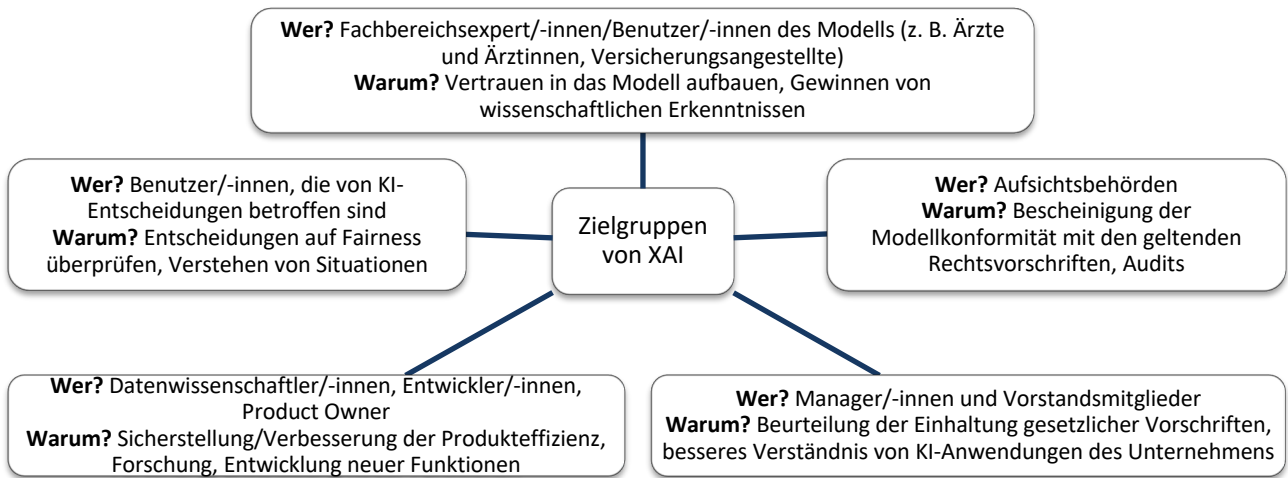 Wer? Fachbereichsexpert/-innen/Benutzer/-innen des Modells (z. B. Ärzte
und Ärztinnen, Versicherungsangestellte)
Warum? Vertrauen in das Modell aufbauen, Gewinnen von
wissenschaftlichen Erkenntnissen
Wer? Benutzer/-innen, die von KI-
Entscheidungen betroffen sind
Warum? Entscheidungen auf Fairness
überprüfen, Verstehen von Situationen
Zielgruppen
von XAI
Wer? Aufsichtsbehörden
Warum? Bescheinigung der
Modellkonformität mit den geltenden
Rechtsvorschriften, Audits
Wer? Datenwissenschaftler/-innen, Entwickler/-innen,
Product Owner
Warum? Sicherstellung/Verbesserung der Produkteffizienz,
Forschung, Entwicklung neuer Funktionen
Wer? Manager/-innen und Vorstandsmitglieder
Warum? Beurteilung der Einhaltung gesetzlicher Vorschriften,
besseres Verständnis von KI-Anwendungen des Unternehmens